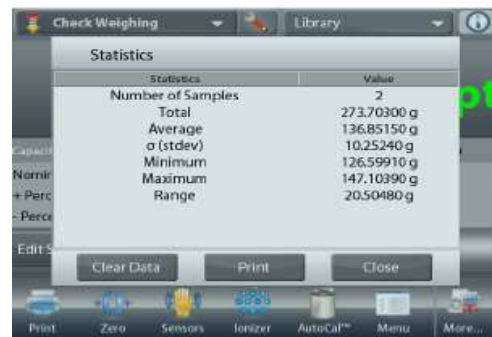 Check Weighing Library
Statistics
Statistics Value
Number of Samples 2
Total 273.70300 g
Average 136.85150 g
σ (stdev) 10.25240 g
Minimum 126.59910 g
Maximum 147.10390 g
Range 20.50480 g
Capacit
Nomir
+ Perc
- Perce
Edit S
pt
Clear Data Print Close
Print Zero Sensors Ionizer AutoCal™ Menu More...